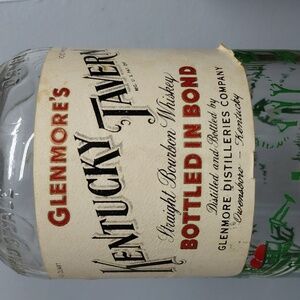 GLENMORE'S
KENTUCKY TAVERN
Straight Bourbon Whiskey
BOTTLED IN BOND
Distilled and Bottled by
GLENMORE DISTILLERIES COMPANY
Owensboro - Kentucky